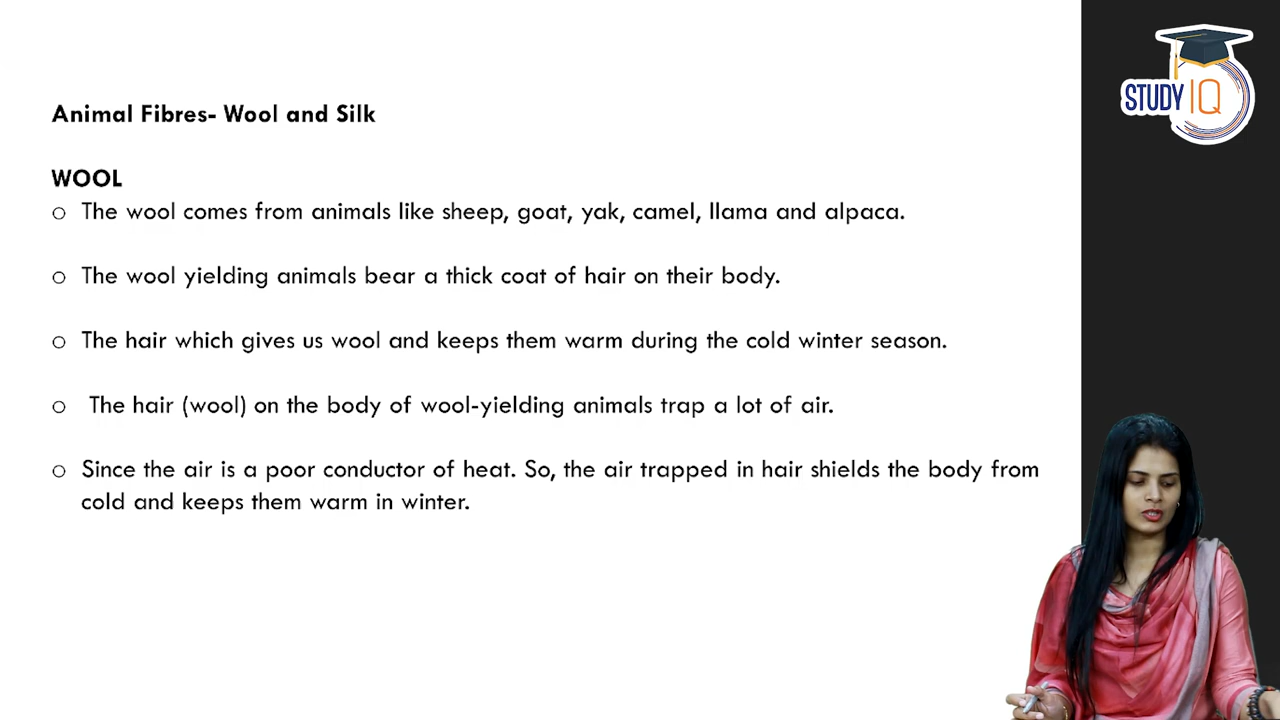 Animal Fibres- Wool and Silk
WOOL
○ The wool comes from animals like sheep, goat, yak, camel, llama and alpaca.
○ The wool yielding animals bear a thick coat of hair on their body.
○ The hair which gives us wool and keeps them warm during the cold winter season.
○ The hair (wool) on the body of wool-yielding animals trap a lot of air.
○ Since the air is a poor conductor of heat. So, the air trapped in hair shields the body from
cold and keeps them warm in winter.
STUDY IQ